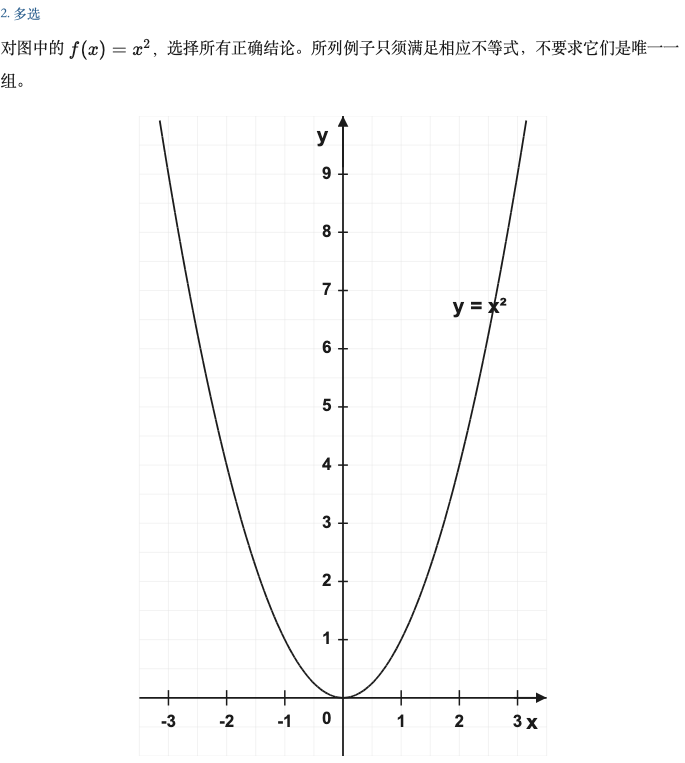 2. 多选
对图中的 f(x) = x²，选择所有正确结论。所列例子只须满足相应不等式，不要求它们是唯一一
组。
y
9
8
7
y = x²
6
5
4
3
2
1
-3 -2 -1 0 1 2 3 x